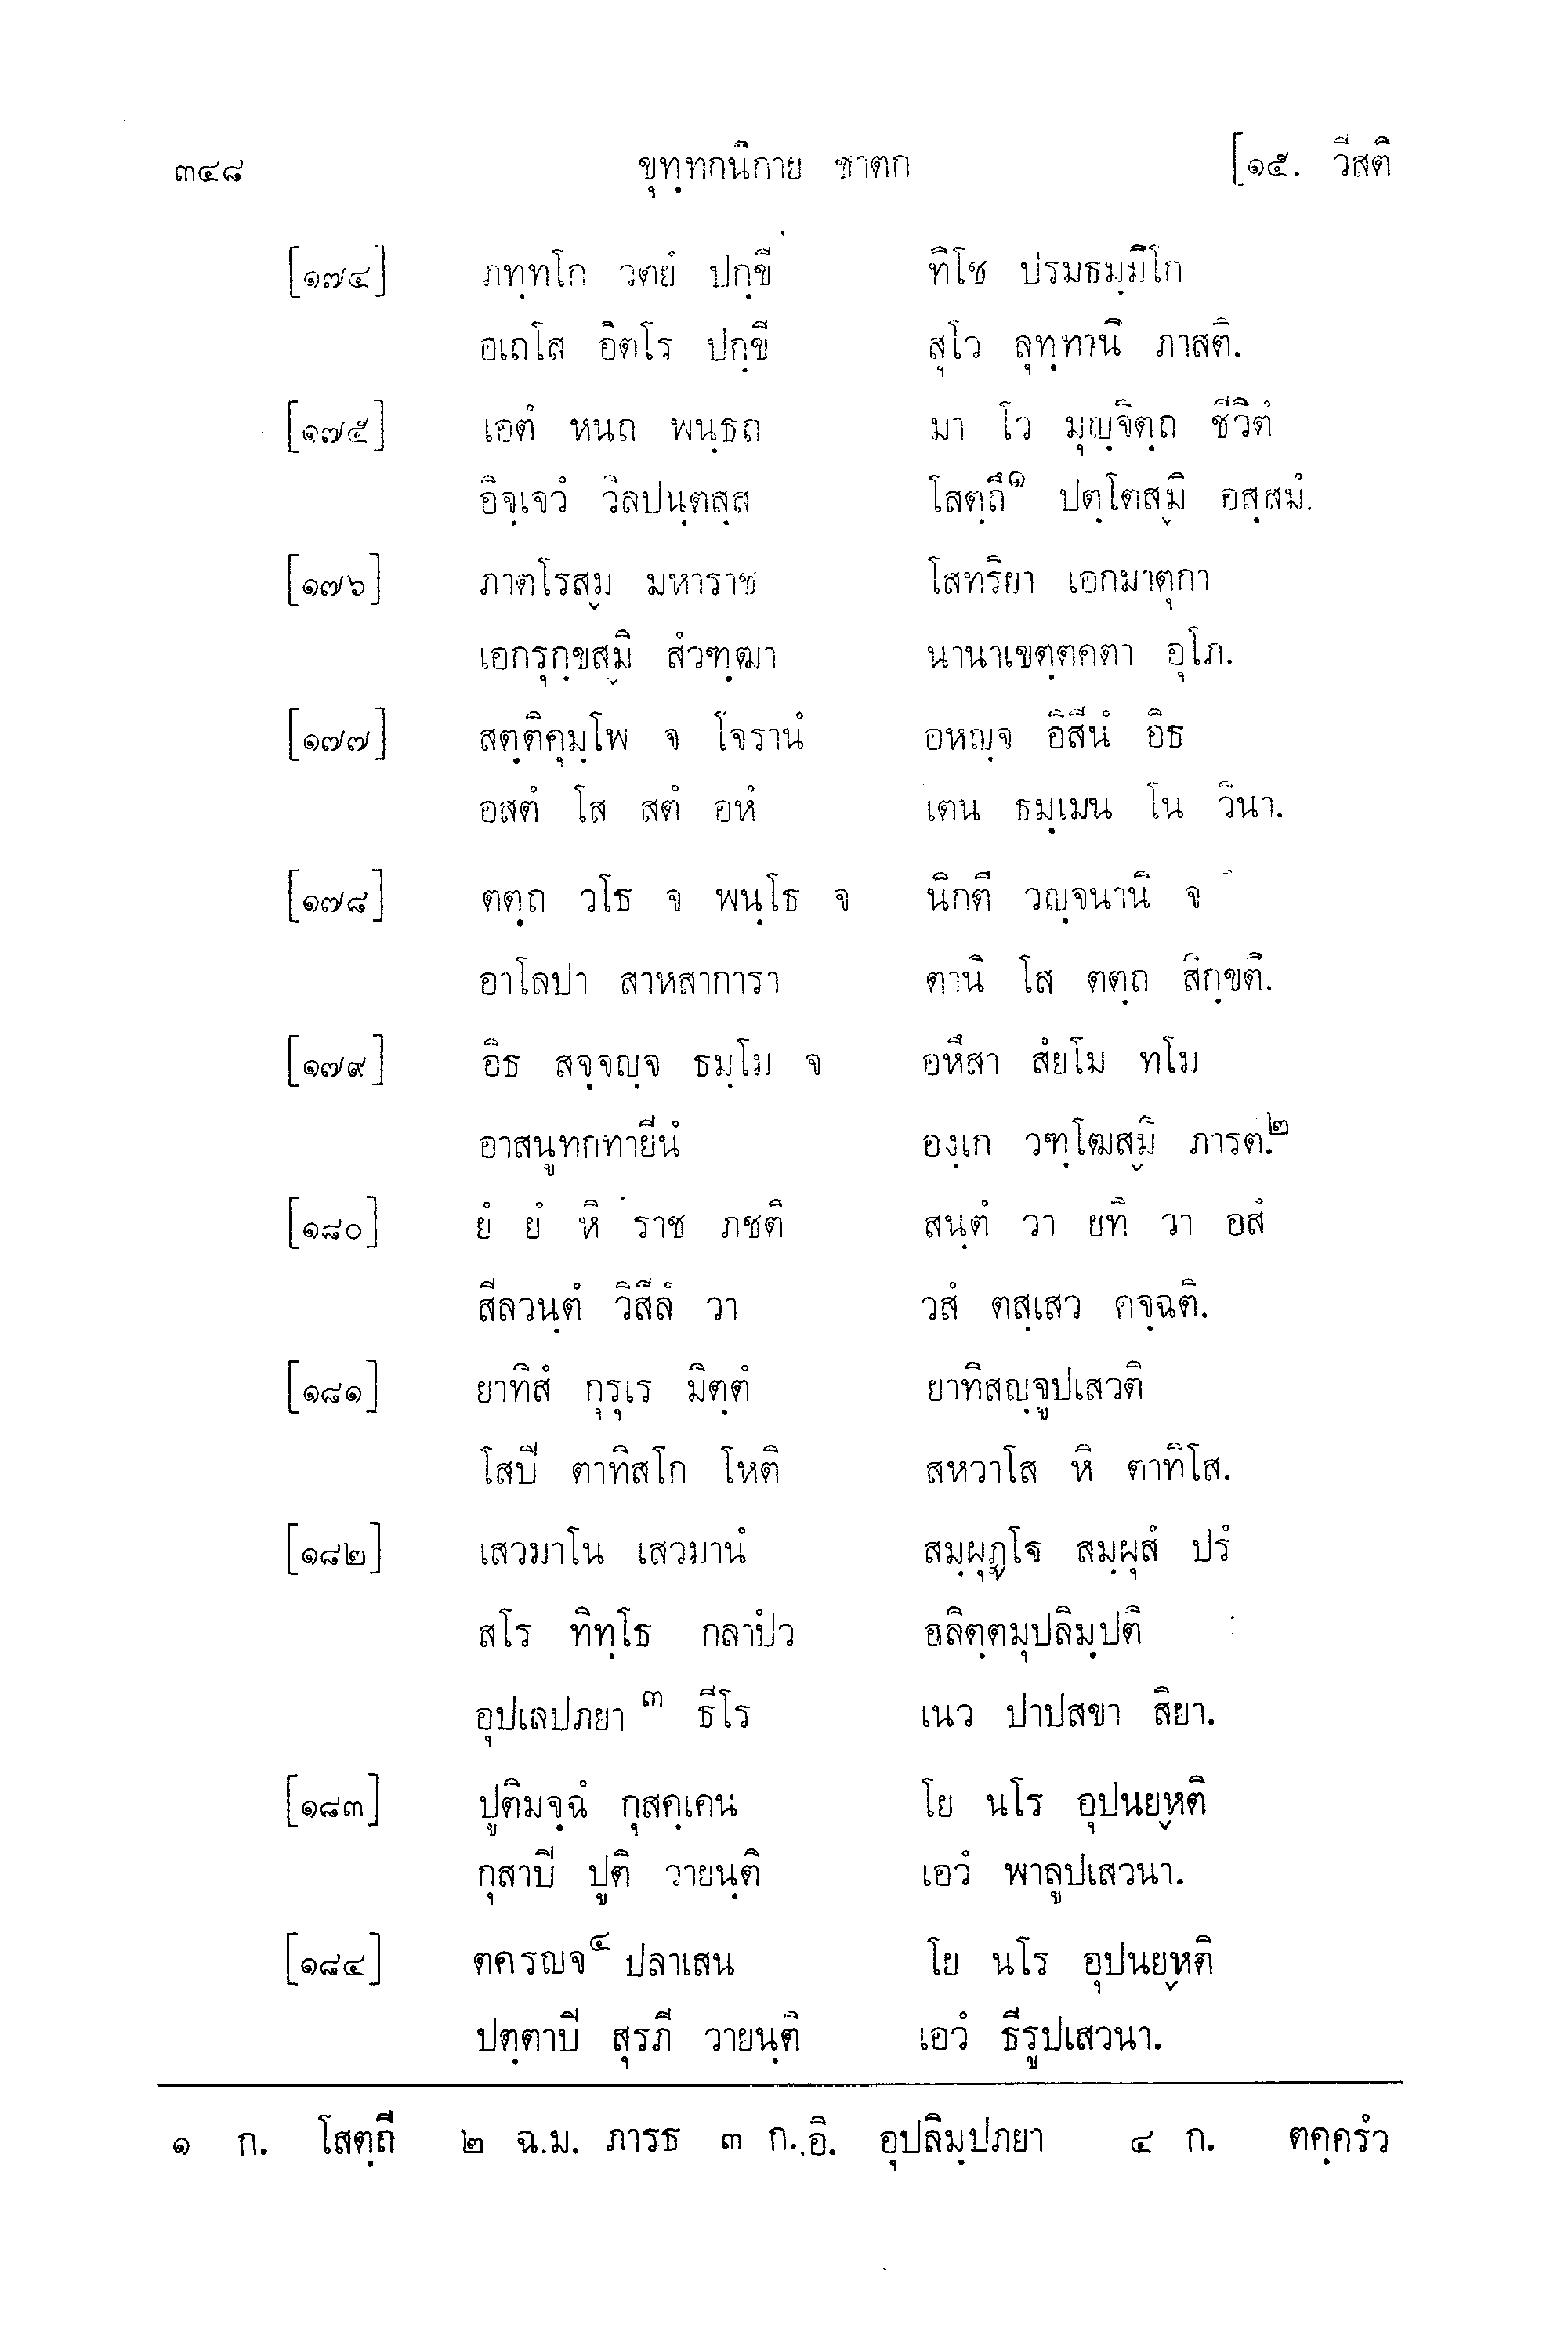 ๓๔๘ ขุทฺทกนิกาย ชาตก [๑๕. วีสติ
[๑๗๔] ภทฺทโก วตยํ ปกฺขี ทิโช ปรมธมฺมิโก
อเถโส อิตโร ปกฺขี สุโว ลุทฺทานิ ภาสติ.
[๑๗๕] เอตํ หนถ พนฺธถ มา โว มุญฺจิตฺถ ชีวิตํ
อิจฺเจวํ วิลปนฺตสฺส โสตฺถึ๑ ปตฺโตสฺมิ อสฺสมํ.
[๑๗๖] ภาตโรสฺม มหาราช โสทริยา เอกมาตุกา
เอกรุกฺขสฺมิ สํวฑฺฒา นานาเขตฺตคตา อุโภ.
[๑๗๗] สตฺติคุมฺโพ จ โจรานํ อหญฺจ อิสีนํ อิธ
อสตํ โส สตํ อหํ เตน ธมฺเมน โน วินา.
[๑๗๘] ตตฺถ วโธ จ พนฺโธ จ นิกตี วญฺจนานิ จ
อาโลปา สาหสาการา ตานิ โส ตตฺถ สิกฺขติ.
[๑๗๙] อิธ สจฺจญฺจ ธมฺโม จ อหึสา สํยโม ทโม
อาสนูทกทายีนํ องฺเก วฑฺโฒสฺมิ ภารต.๒
[๑๘๐] ยํ ยํ หิ ราช ภชติ สนฺตํ วา ยทิ วา อสํ
สีลวนฺตํ วิสีลํ วา วสํ ตสฺเสว คจฺฉติ.
[๑๘๑] ยาทิสํ กุรุเร มิตฺตํ ยาทิสญฺจูปเสวติ
โสปิ ตาทิสโก โหติ สหวาโส หิ ตาทิโส.
[๑๘๒] เสวมาโน เสวมานํ สมฺผุฏฺโ สมฺผุสํ ปรํ
สโร ทิทฺโธ กลาปํว อลิตฺตมุปลิมฺปติ
อุปเลปภยา ๓ ธีโร เนว ปาปสขา สิยา.
[๑๘๓] ปูติมจฺฉํ กุสคฺเคน โย นโร อุปนยฺหติ
กุสาปิ ปูติ วายนฺติ เอวํ พาลูปเสวนา.
[๑๘๔] ตครญจ๔ ปลาเสน โย นโร อุปนยฺหติ
ปตฺตาปิ สุรภี วายนฺติ เอวํ ธีรูปเสวนา.
๑ ก. โสตฺถี ๒ ฉ.ม. ภารธ ๓ ก.อิ. อุปลิมฺปภยา ๔ ก. ตคฺครํว